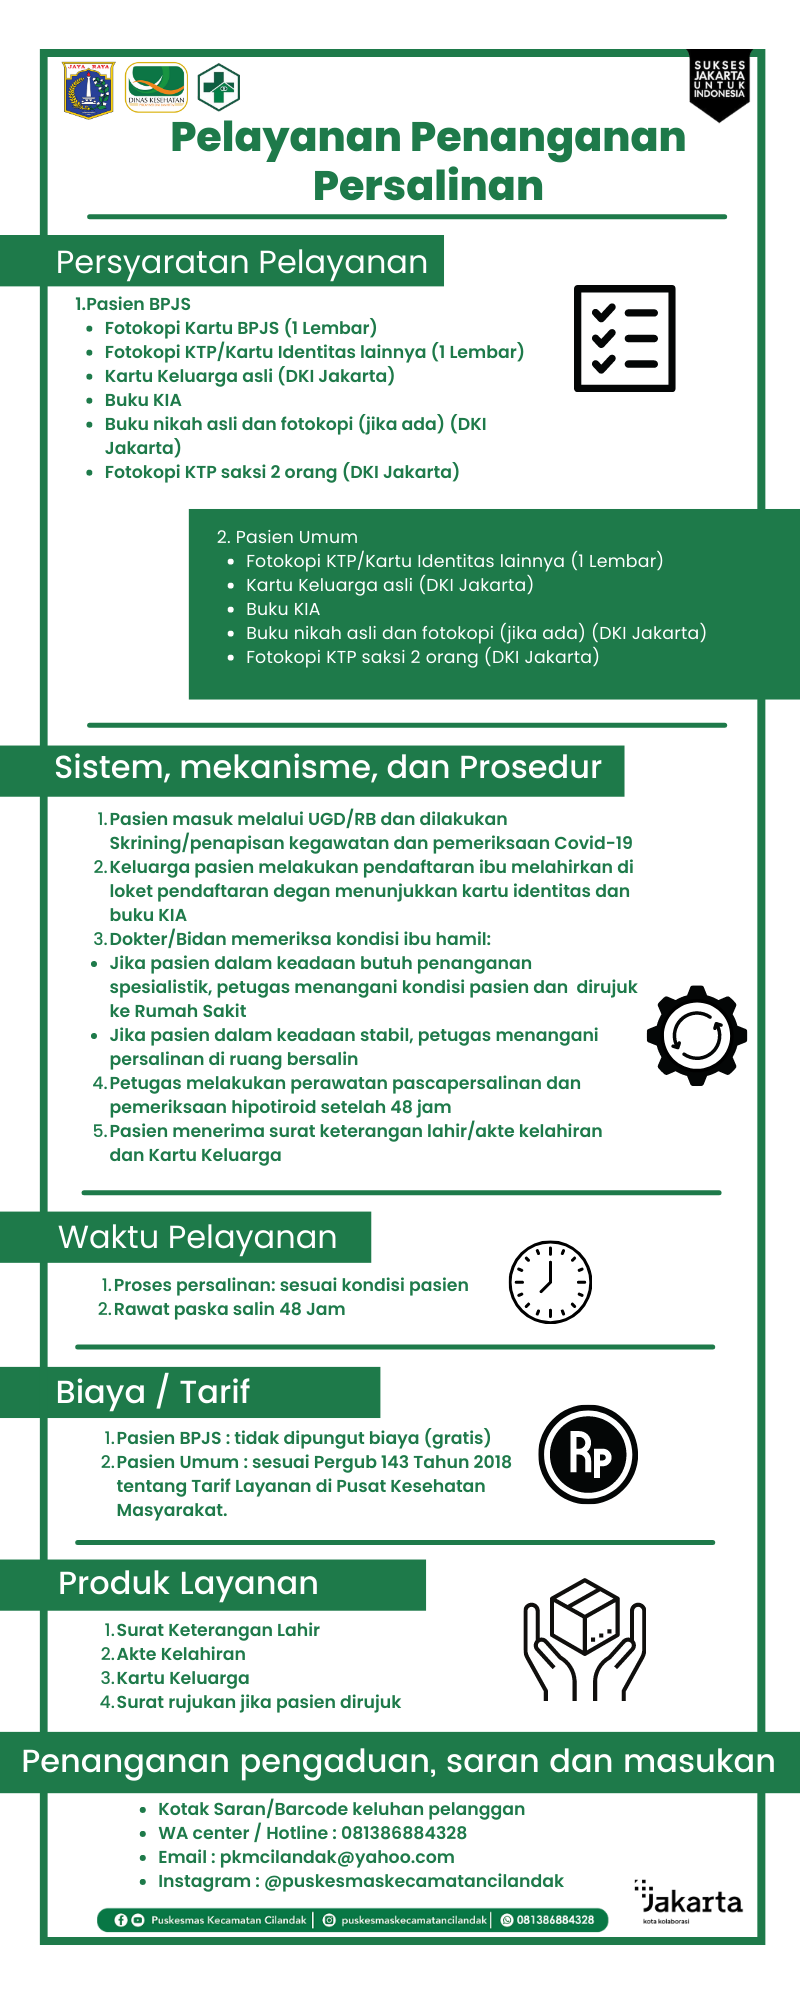 JAYA RAYA
DINAS KESEHATAN
SUKSES
JAKARTA
UNTUK
INDONESIA
Pelayanan Penanganan
Persalinan
Persyaratan Pelayanan
1.Pasien BPJS
• Fotokopi Kartu BPJS (1 Lembar)
• Fotokopi KTP/Kartu Identitas lainnya (1 Lembar)
• Kartu Keluarga asli (DKI Jakarta)
• Buku KIA
• Buku nikah asli dan fotokopi (jika ada) (DKI
Jakarta)
• Fotokopi KTP saksi 2 orang (DKI Jakarta)
2. Pasien Umum
• Fotokopi KTP/Kartu Identitas lainnya (1 Lembar)
• Kartu Keluarga asli (DKI Jakarta)
• Buku KIA
• Buku nikah asli dan fotokopi (jika ada) (DKI Jakarta)
• Fotokopi KTP saksi 2 orang (DKI Jakarta)
Sistem, mekanisme, dan Prosedur
1. Pasien masuk melalui UGD/RB dan dilakukan
Skrining/penapisan kegawatan dan pemeriksaan Covid-19
2. Keluarga pasien melakukan pendaftaran ibu melahirkan di
loket pendaftaran degan menunjukkan kartu identitas dan
buku KIA
3. Dokter/Bidan memeriksa kondisi ibu hamil:
• Jika pasien dalam keadaan butuh penanganan
spesialistik, petugas menangani kondisi pasien dan dirujuk
ke Rumah Sakit
• Jika pasien dalam keadaan stabil, petugas menangani
persalinan di ruang bersalin
4. Petugas melakukan perawatan pascapersalinan dan
pemeriksaan hipotiroid setelah 48 jam
5. Pasien menerima surat keterangan lahir/akte kelahiran
dan Kartu Keluarga
Waktu Pelayanan
1. Proses persalinan: sesuai kondisi pasien
2. Rawat paska salin 48 Jam
Biaya / Tarif
1. Pasien BPJS : tidak dipungut biaya (gratis)
2. Pasien Umum : sesuai Pergub 143 Tahun 2018
tentang Tarif Layanan di Pusat Kesehatan
Masyarakat.
Rp
Produk Layanan
1. Surat Keterangan Lahir
2. Akte Kelahiran
3. Kartu Keluarga
4. Surat rujukan jika pasien dirujuk
Penanganan pengaduan, saran dan masukan
• Kotak Saran/Barcode keluhan pelanggan
• WA center / Hotline : 081386884328
• Email : pkmcilandak@yahoo.com
• Instagram : @puskesmaskecamatancilandak
Jakarta
kota kolaborasi
Puskesmas Kecamatan Cilandak | puskesmaskecamatancilandak | 081386884328